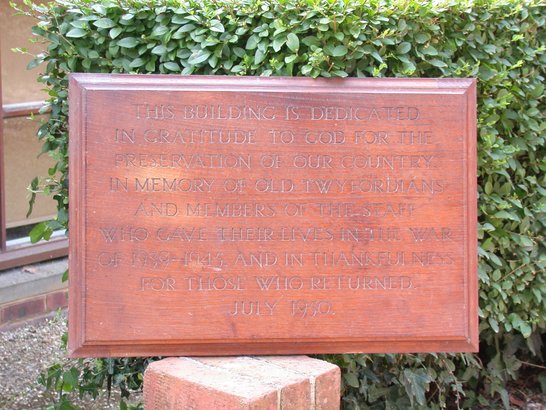 THIS BUILDING IS DEDICATED
IN GRATITUDE TO GOD FOR THE
PRESERVATION OF OUR COUNTRY,
IN MEMORY OF OLD TWYFORDIANS
AND MEMBERS OF THE STAFF
WHO GAVE THEIR LIVES IN THE WAR
OF 1939-1945, AND IN THANKFULNESS
FOR THOSE WHO RETURNED.
JULY 1950.